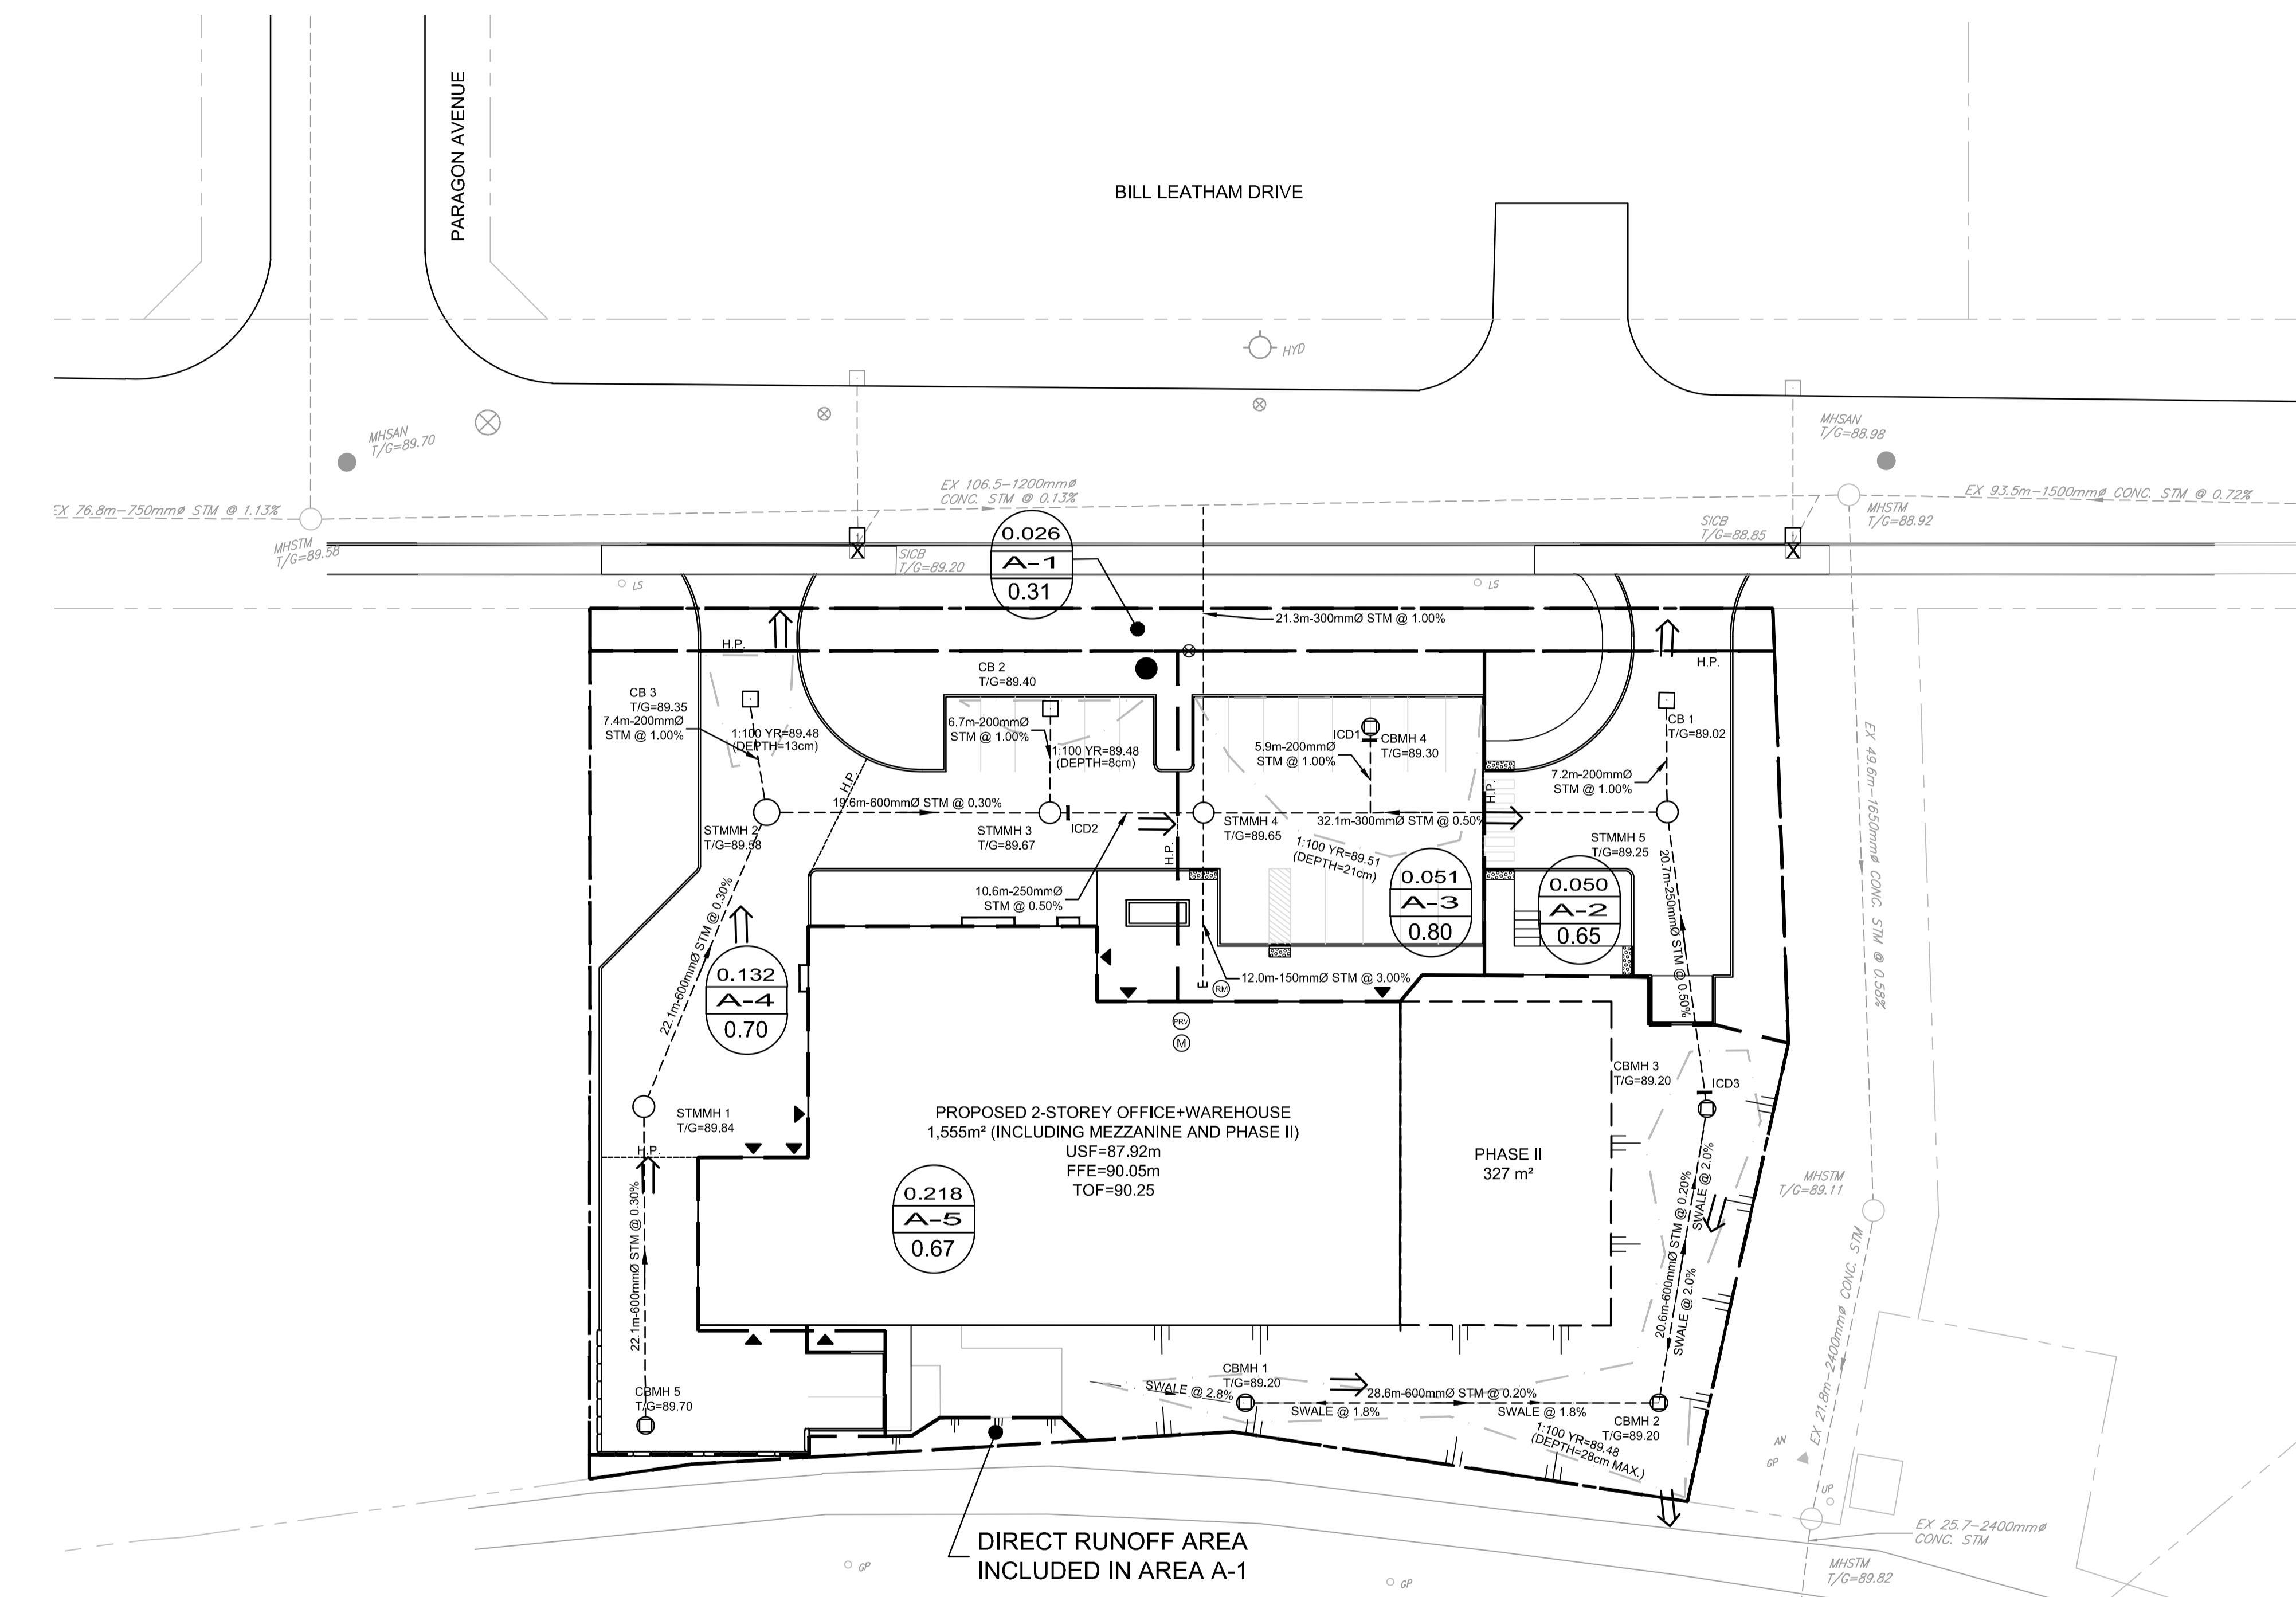 PARAGON AVENUE
BILL LEATHAM DRIVE
HYD
MHSAN
T/G=89.70
MHSAN
T/G=88.98
EX 76.8m-750mmø STM @ 1.13%
EX 106.5-1200mmø
CONC. STM @ 0.13%
EX 93.5m-1500mmø CONC. STM @ 0.72%
MHSTM
T/G=89.58
SICB
T/G=89.20
SICB
T/G=88.85
MHSTM
T/G=88.92
X
X
0.026
A-1
0.31
LS
LS
21.3m-300mmØ STM @ 1.00%
H.P.
H.P.
CB 2
T/G=89.40
CB 3
T/G=89.35
7.4m-200mmØ
STM @ 1.00%
1:100 YR=89.48
(DEPTH=13cm)
6.7m-200mmØ
STM @ 1.00%
1:100 YR=89.48
(DEPTH=8cm)
ICD1
CBMH 4
T/G=89.30
5.9m-200mmØ
STM @ 1.00%
CB 1
T/G=89.02
7.2m-200mmØ
STM @ 1.00%
H.P.
H.P.
H.P.
19.6m-600mmØ STM @ 0.30%
STMMH 2
T/G=89.58
STMMH 3
T/G=89.67
ICD2
STMMH 4
T/G=89.65
32.1m-300mmØ STM @ 0.50%
STMMH 5
T/G=89.25
1:100 YR=89.51
(DEPTH=21cm)
10.6m-250mmØ
STM @ 0.50%
0.051
A-3
0.80
0.050
A-2
0.65
20.7m-250mmØ STM @ 0.50%
EX 49.6m-1650mmø CONC. STM @ 0.58%
22.1m-600mmØ STM @ 0.30%
0.132
A-4
0.70
12.0m-150mmØ STM @ 3.00%
RM
PRV
M
CBMH 3
T/G=89.20
ICD3
STMMH 1
T/G=89.84
H.P.
PROPOSED 2-STOREY OFFICE+WAREHOUSE
1,555m² (INCLUDING MEZZANINE AND PHASE II)
USF=87.92m
FFE=90.05m
TOF=90.25
PHASE II
327 m²
0.218
A-5
0.67
22.1m-600mmØ STM @ 0.30%
20.6m-600mmØ STM @ 0.20%
SWALE @ 2.0%
SWALE @ 2.0%
MHSTM
T/G=89.11
EX 21.8m-2400mmø CONC. STM
CBMH 5
T/G=89.70
CBMH 1
T/G=89.20
SWALE @ 2.8%
28.6m-600mmØ STM @ 0.20%
SWALE @ 1.8%
SWALE @ 1.8%
CBMH 2
T/G=89.20
1:100 YR=89.48
(DEPTH=28cm MAX.)
AN
GP
UP
EX 25.7-2400mmø
CONC. STM
MHSTM
T/G=89.82
DIRECT RUNOFF AREA
INCLUDED IN AREA A-1
GP
GP